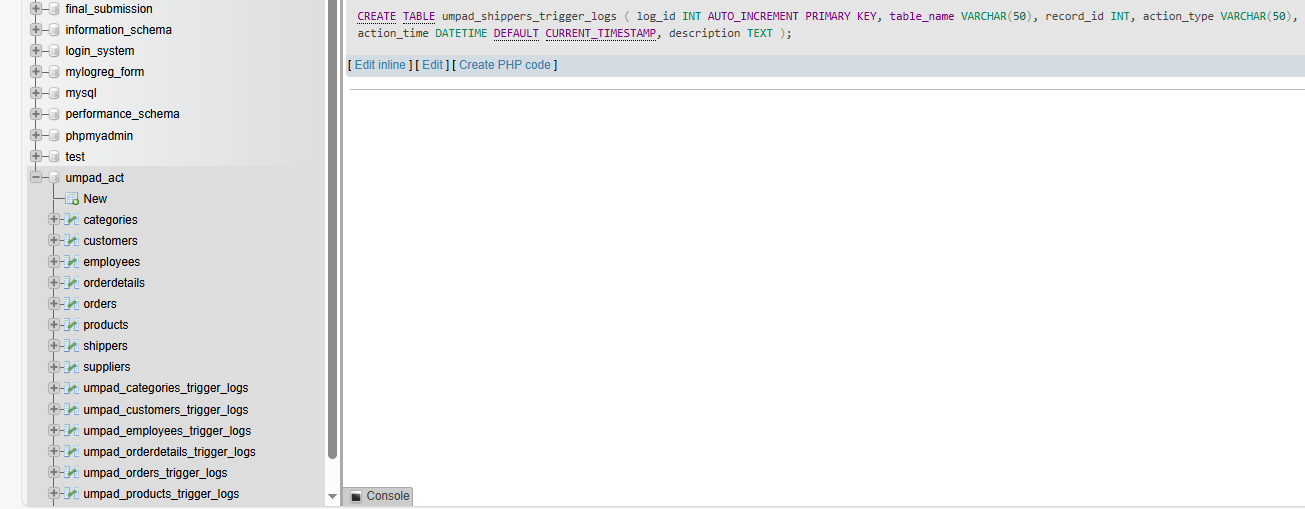 final_submission
information_schema
login_system
mylogreg_form
mysql
performance_schema
phpmyadmin
test
umpad_act
New
categories
customers
employees
orderdetails
orders
products
shippers
suppliers
umpad_categories_trigger_logs
umpad_customers_trigger_logs
umpad_employees_trigger_logs
umpad_orderdetails_trigger_logs
umpad_orders_trigger_logs
umpad_products_trigger_logs
CREATE TABLE umpad_shippers_trigger_logs ( log_id INT AUTO_INCREMENT PRIMARY KEY, table_name VARCHAR(50), record_id INT, action_type VARCHAR(50),
action_time DATETIME DEFAULT CURRENT_TIMESTAMP, description TEXT );
[ Edit inline ] [ Edit ] [ Create PHP code ]
Console